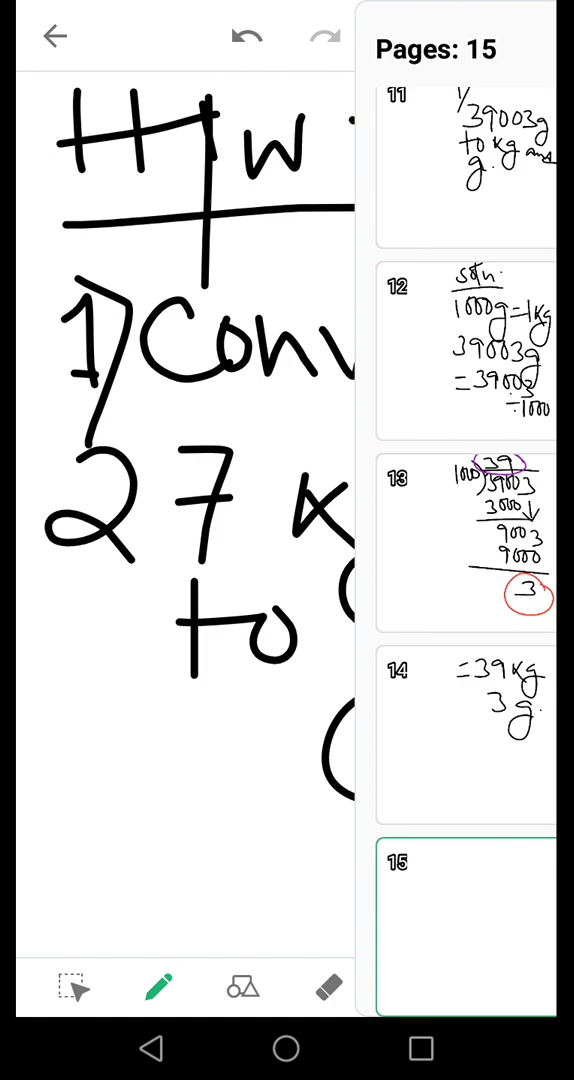 Pages: 15
H/W
1) Conv
27 K
to
11
1/
39003g
to kg and
g.
12
soln.
1000g=1kg
39003g
=39003
÷1000
13
39
1000)39003
3000↓
9003
9000
3
14
=39 kg
3 g.
15